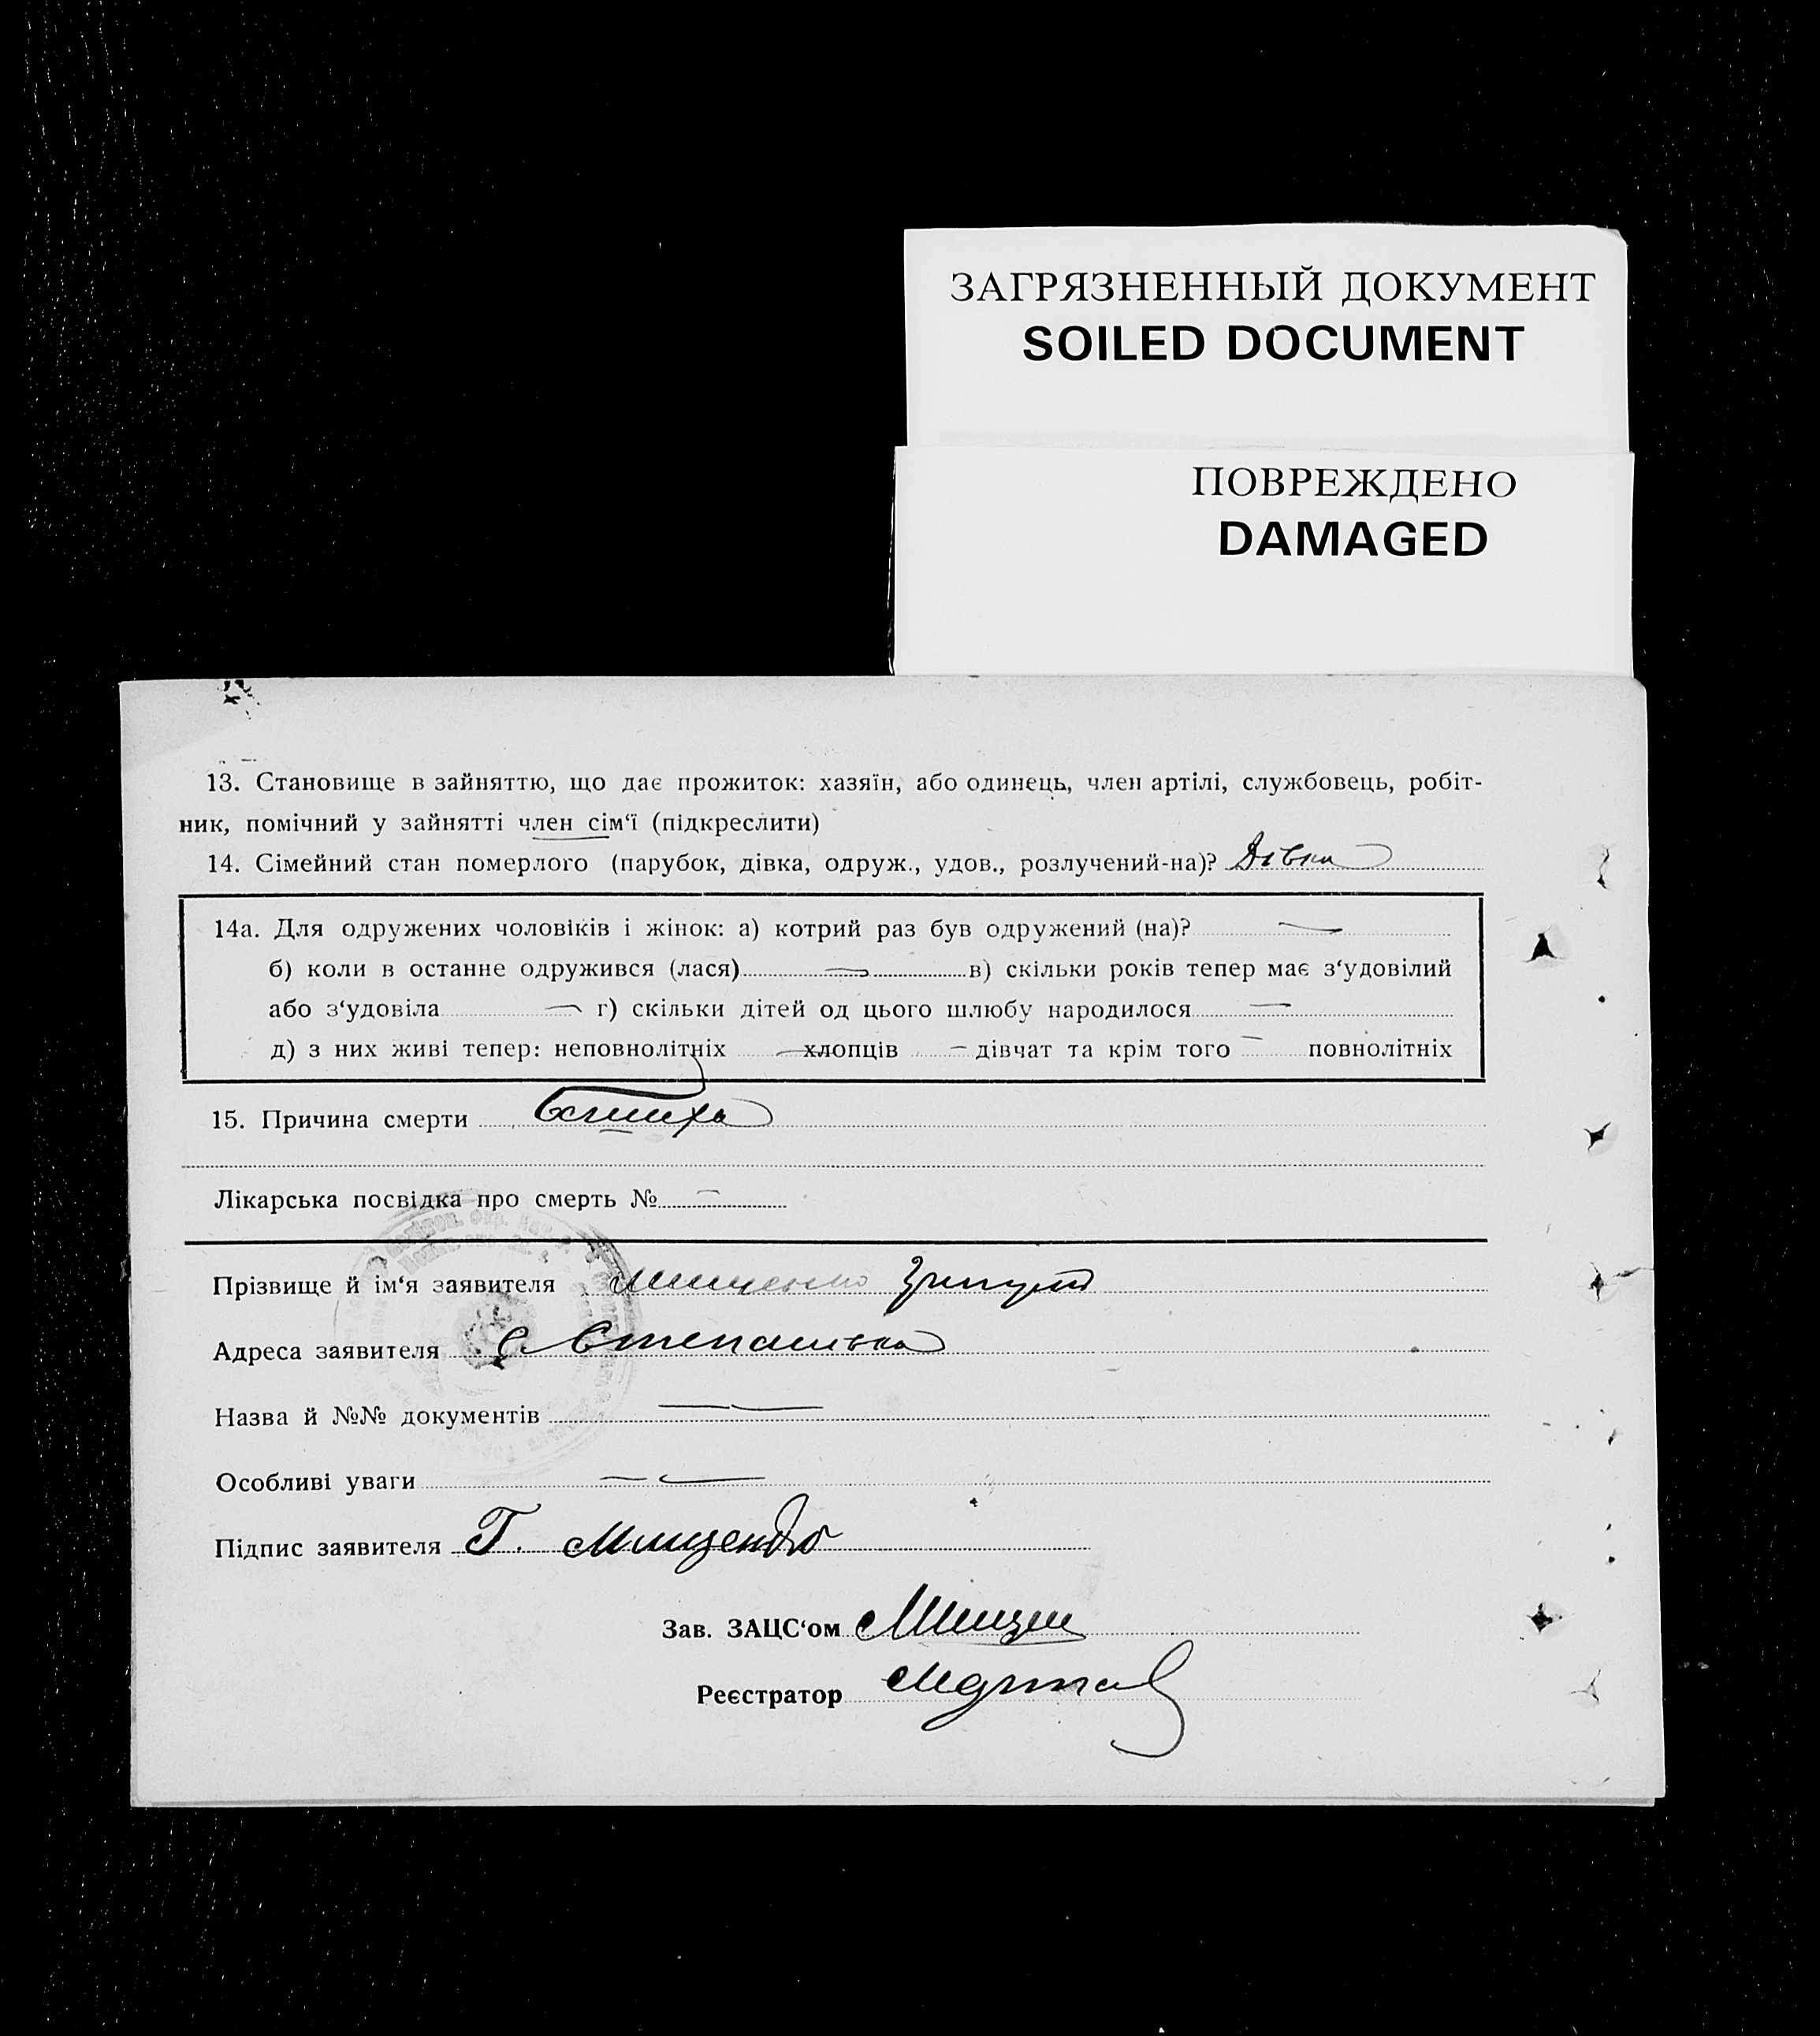 ЗАГРЯЗНЕННЫЙ ДОКУМЕНТ
SOILED DOCUMENT
ПОВРЕЖДЕНО
DAMAGED
13. Становище в зайняттю, що дає прожиток: хазяїн, або одинець, член артілі, службовець, робіт-
ник, помічний у зайнятті член сім‘ї (підкреслити)
14. Сімейний стан померлого (парубок, дівка, одруж., удов., розлучений-на)? Дівка
14а. Для одружених чоловіків і жінок: а) котрий раз був одружений (на)? —
б) коли в останнє одружився (лася) — в) скільки років тепер має з‘удовілий
або з‘удовіла — г) скільки дітей од цього шлюбу народилося —
д) з них живі тепер: неповнолітніх — хлопців — дівчат та крім того — повнолітніх
15. Причина смерти
Лікарська посвідка про смерть № —
Прізвище й ім‘я заявителя Мищенко Григорій
Адреса заявителя с. Степанівка
Назва й №№ документів — —
Особливі уваги — —
Підпис заявителя Г. Мищенко
Зав. ЗАЦС‘ом
Реєстратор